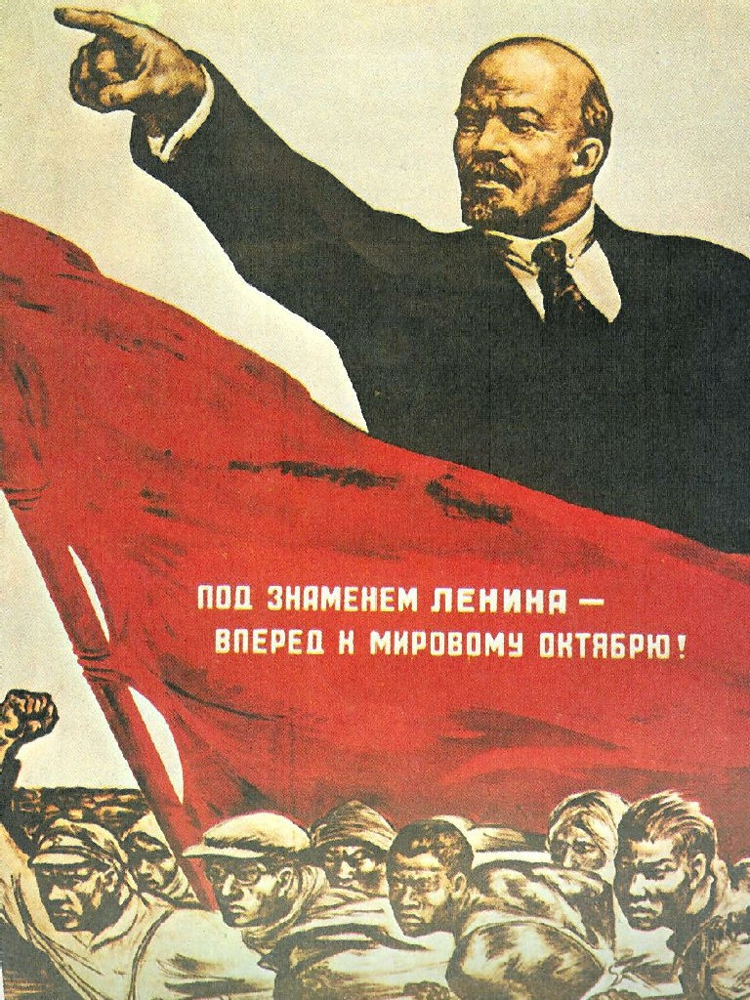 ПОД ЗНАМЕНЕМ ЛЕНИНА —
ВПЕРЕД К МИРОВОМУ ОКТЯБРЮ!